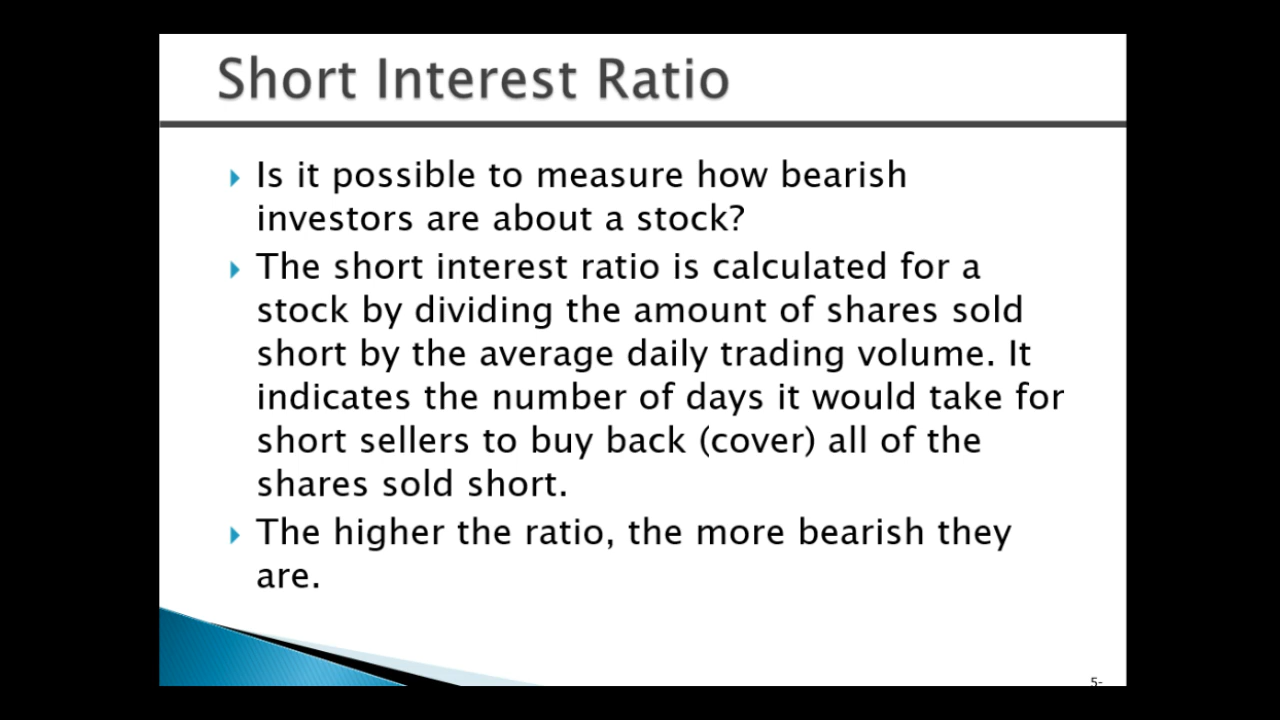 Short Interest Ratio
Is it possible to measure how bearish
investors are about a stock?
The short interest ratio is calculated for a
stock by dividing the amount of shares sold
short by the average daily trading volume. It
indicates the number of days it would take for
short sellers to buy back (cover) all of the
shares sold short.
The higher the ratio, the more bearish they
are.
5-